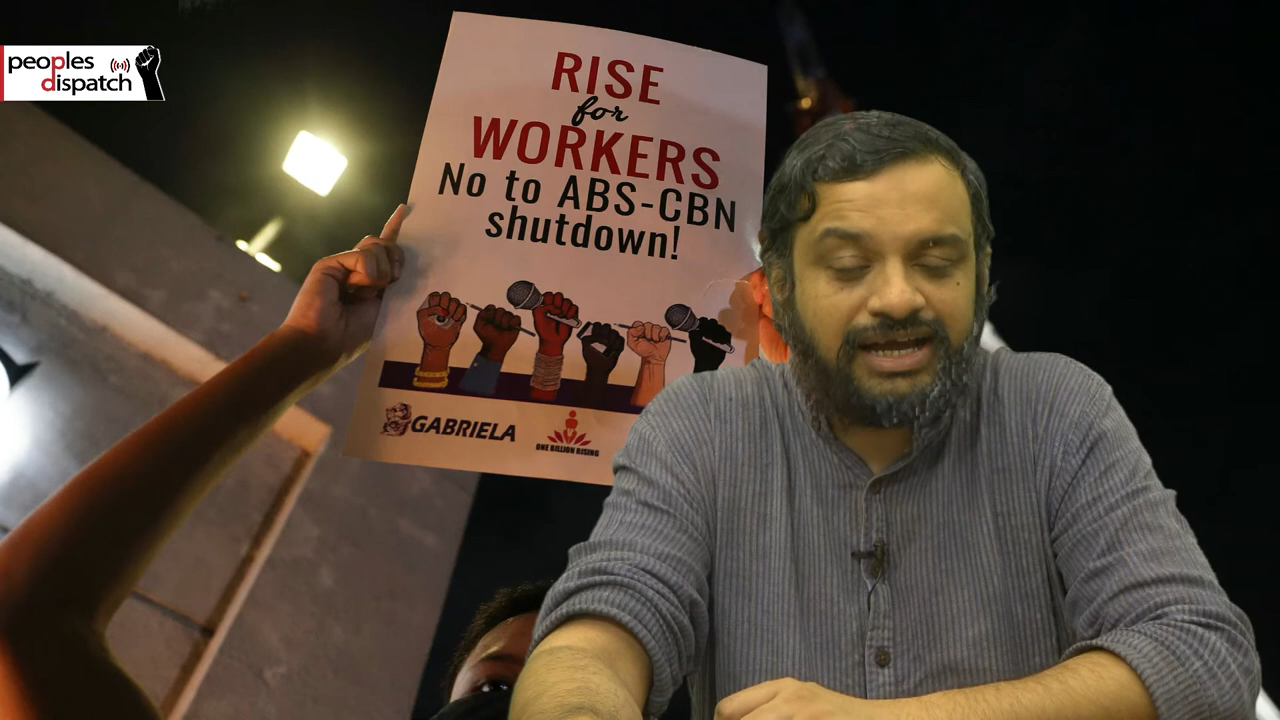 peoples
dispatch
RISE
for
WORKERS
No to ABS-CBN
shutdown!
GABRIELA
ONE BILLION RISING